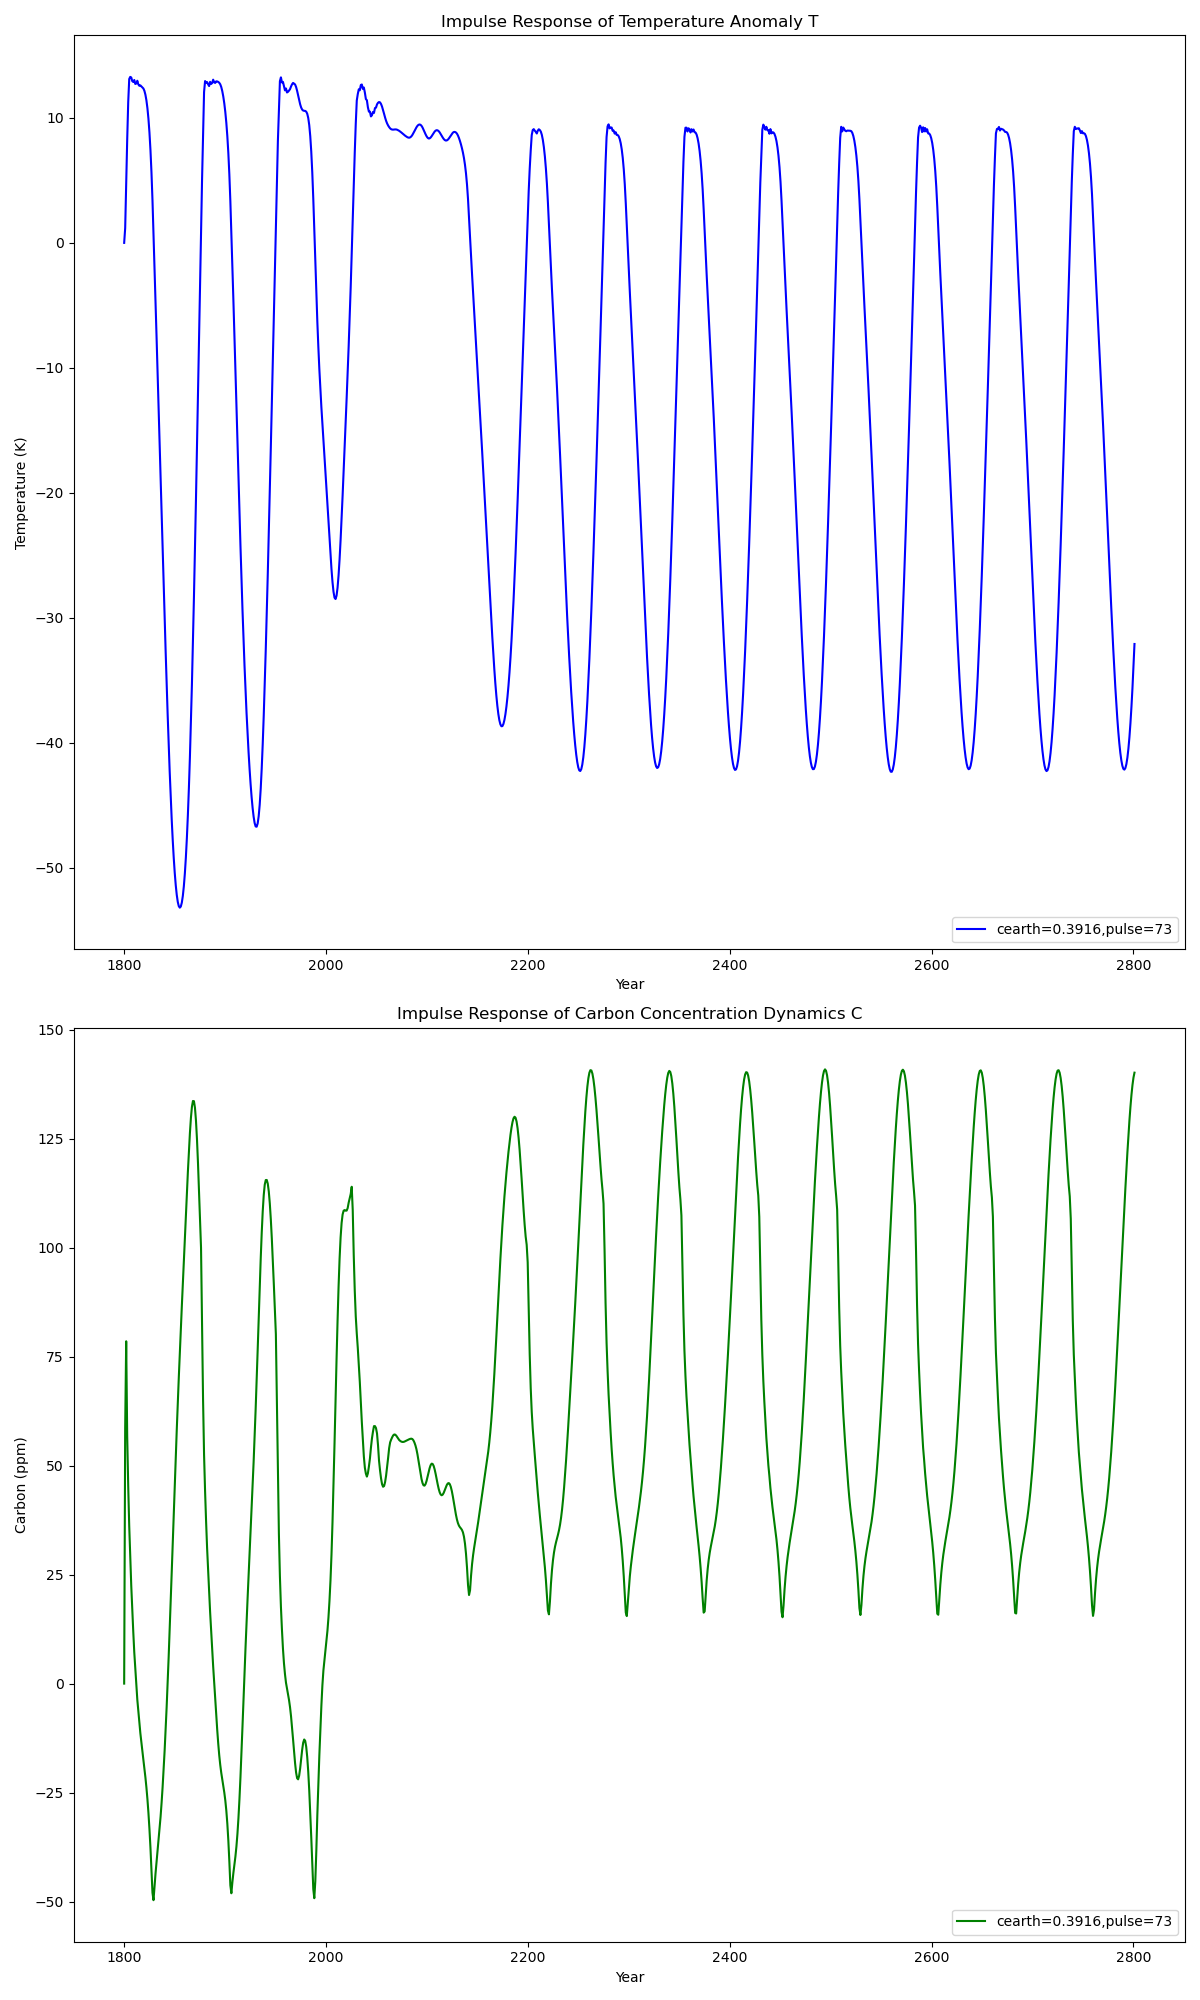 Impulse Response of Temperature Anomaly T
Temperature (K)
10
0
−10
−20
−30
−40
−50
1800 2000 2200 2400 2600 2800
Year
cearth=0.3916,pulse=73
Impulse Response of Carbon Concentration Dynamics C
Carbon (ppm)
150
125
100
75
50
25
0
−25
−50
1800 2000 2200 2400 2600 2800
Year
cearth=0.3916,pulse=73